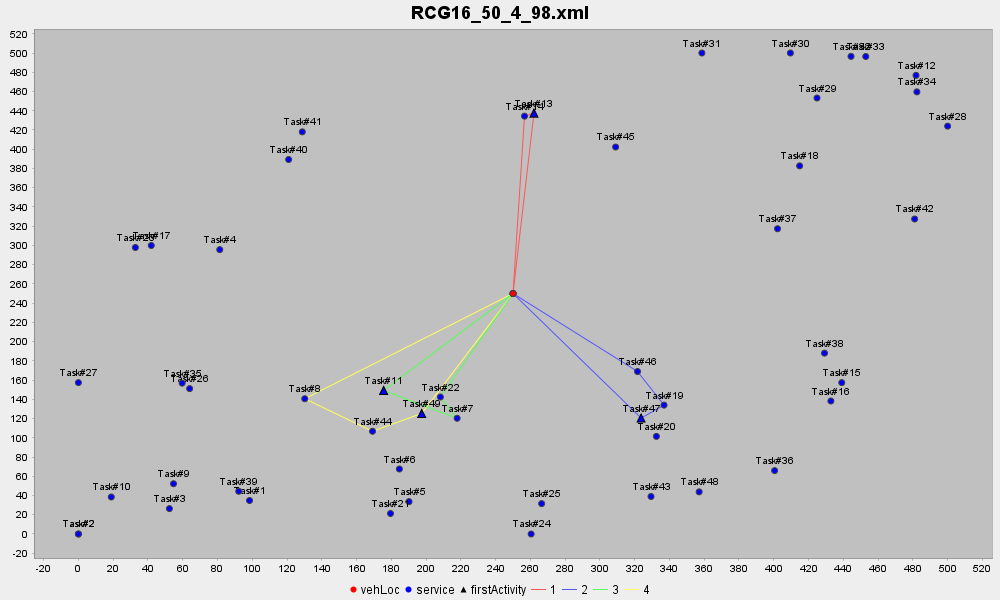 RCG16_50_4_98.xml
520
500
480
460
440
420
400
380
360
340
320
300
280
260
240
220
200
180
160
140
120
100
80
60
40
20
0
-20
Task#31
Task#30
Task#33
Task#12
Task#34
Task#29
Task#28
Task#13
Task#41
Task#45
Task#40
Task#18
Task#42
Task#37
Task#17
Task#4
Task#38
Task#46
Task#27
Task#35
Task#26
Task#15
Task#11
Task#8
Task#22
Task#16
Task#19
Task#49
Task#7
Task#47
Task#44
Task#20
Task#6
Task#36
Task#9
Task#39
Task#1
Task#10
Task#3
Task#5
Task#21
Task#25
Task#43
Task#48
Task#2
Task#24
-20 0 20 40 60 80 100 120 140 160 180 200 220 240 260 280 300 320 340 360 380 400 420 440 460 480 500 520
vehLoc service firstActivity 1 2 3 4